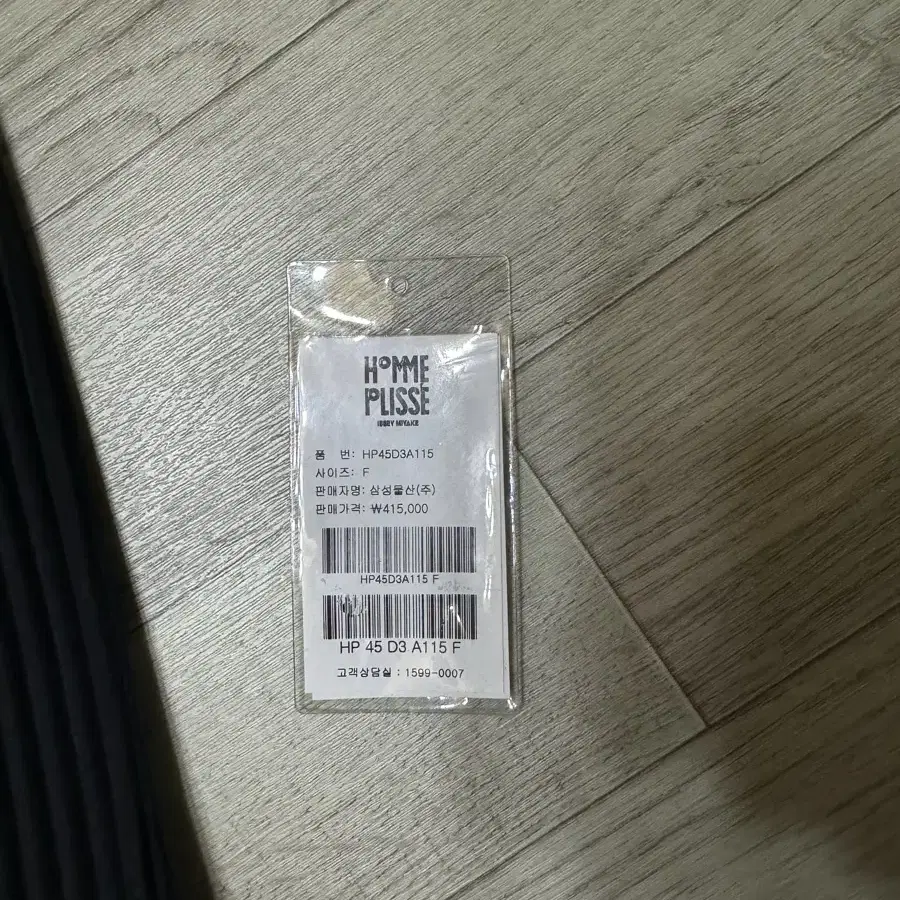 HOMME
PLISSÉ
ISSEY MIYAKE
품 번: HP45D3A115
사이즈: F
판매자명: 삼성물산(주)
판매가격: ₩415,000
HP45D3A115 F
HP 45 D3 A115 F
고객상담실 : 1599-0007